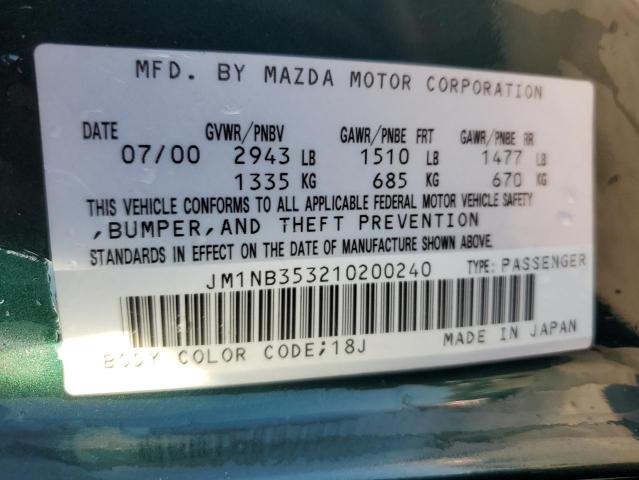 MFD. BY MAZDA MOTOR CORPORATION
DATE GVWR/PNBV GAWR/PNBE FRT GAWR/PNBE RR
07/00 2943 LB 1510 LB 1477 LB
1335 KG 685 KG 670 KG
THIS VEHICLE CONFORMS TO ALL APPLICABLE FEDERAL MOTOR VEHICLE SAFETY
,BUMPER,AND THEFT PREVENTION
STANDARDS IN EFFECT ON THE DATE OF MANUFACTURE SHOWN ABOVE.
JM1NB353210200240 TYPE: PASSENGER
BODY COLOR CODE;18J MADE IN JAPAN